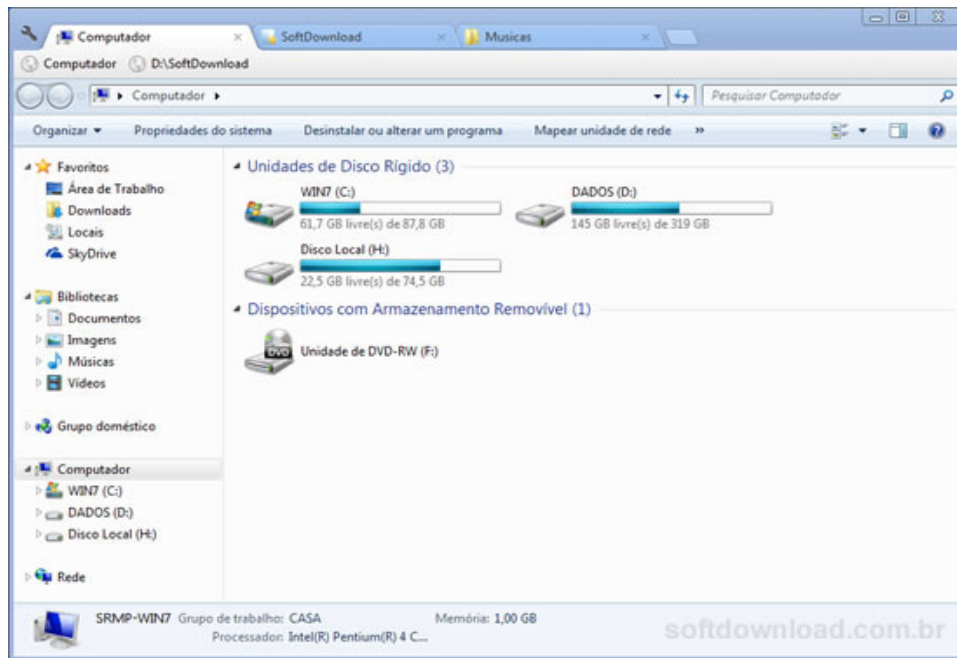 Computador
SoftDownload
Musicas
Computador D:\SoftDownload
Computador
Pesquisar Computador
Organizar Propriedades do sistema Desinstalar ou alterar um programa Mapear unidade de rede »
Favoritos
Área de Trabalho
Downloads
Locais
SkyDrive
Bibliotecas
Documentos
Imagens
Músicas
Vídeos
Grupo doméstico
Computador
WIN7 (C:)
DADOS (D:)
Disco Local (H:)
Rede
Unidades de Disco Rígido (3)
WIN7 (C:)
61,7 GB livre(s) de 87,8 GB
DADOS (D:)
145 GB livre(s) de 319 GB
Disco Local (H:)
22,5 GB livre(s) de 74,5 GB
Dispositivos com Armazenamento Removível (1)
DVD
Unidade de DVD-RW (F:)
SRMP-WIN7 Grupo de trabalho: CASA Memória: 1,00 GB
Processador: Intel(R) Pentium(R) 4 C...
softdownload.com.br